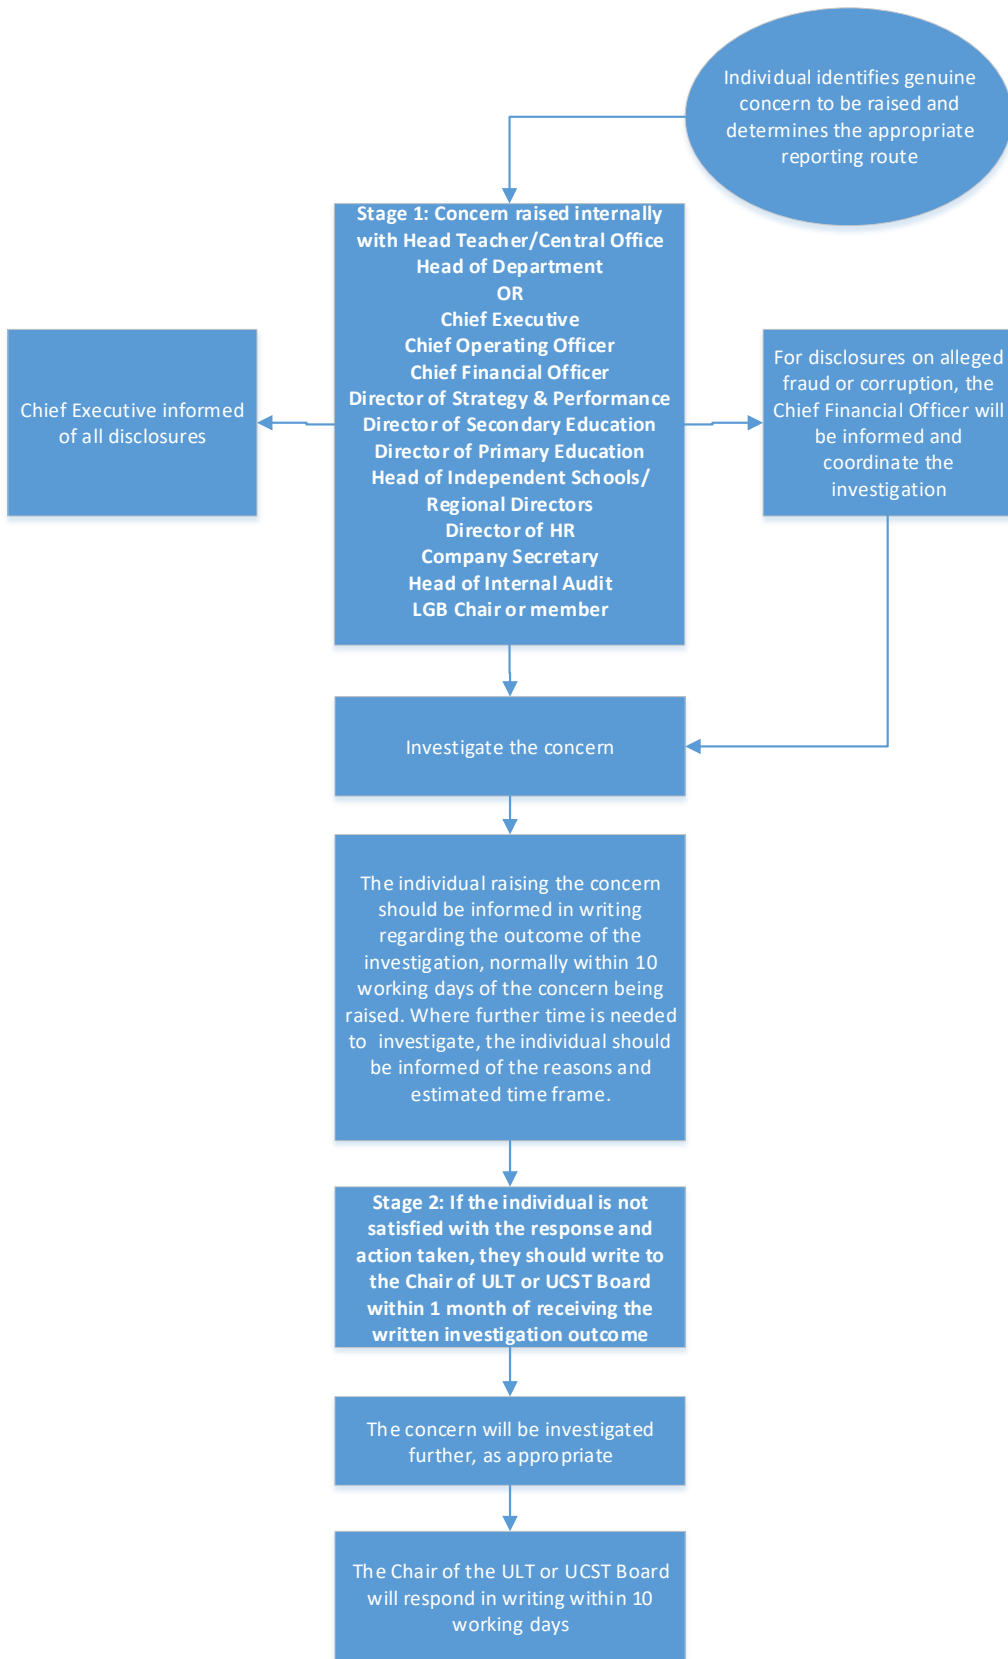 Individual identifies genuine
concern to be raised and
determines the appropriate
reporting route
Stage 1: Concern raised internally
with Head Teacher/Central Office
Head of Department
OR
Chief Executive
Chief Operating Officer
Chief Financial Officer
Director of Strategy & Performance
Director of Secondary Education
Director of Primary Education
Head of Independent Schools/
Regional Directors
Director of HR
Company Secretary
Head of Internal Audit
LGB Chair or member
Chief Executive informed
of all disclosures
For disclosures on alleged
fraud or corruption, the
Chief Financial Officer will
be informed and
coordinate the
investigation
Investigate the concern
The individual raising the concern
should be informed in writing
regarding the outcome of the
investigation, normally within 10
working days of the concern being
raised. Where further time is needed
to investigate, the individual should
be informed of the reasons and
estimated time frame.
Stage 2: If the individual is not
satisfied with the response and
action taken, they should write to
the Chair of ULT or UCST Board
within 1 month of receiving the
written investigation outcome
The concern will be investigated
further, as appropriate
The Chair of the ULT or UCST Board
will respond in writing within 10
working days